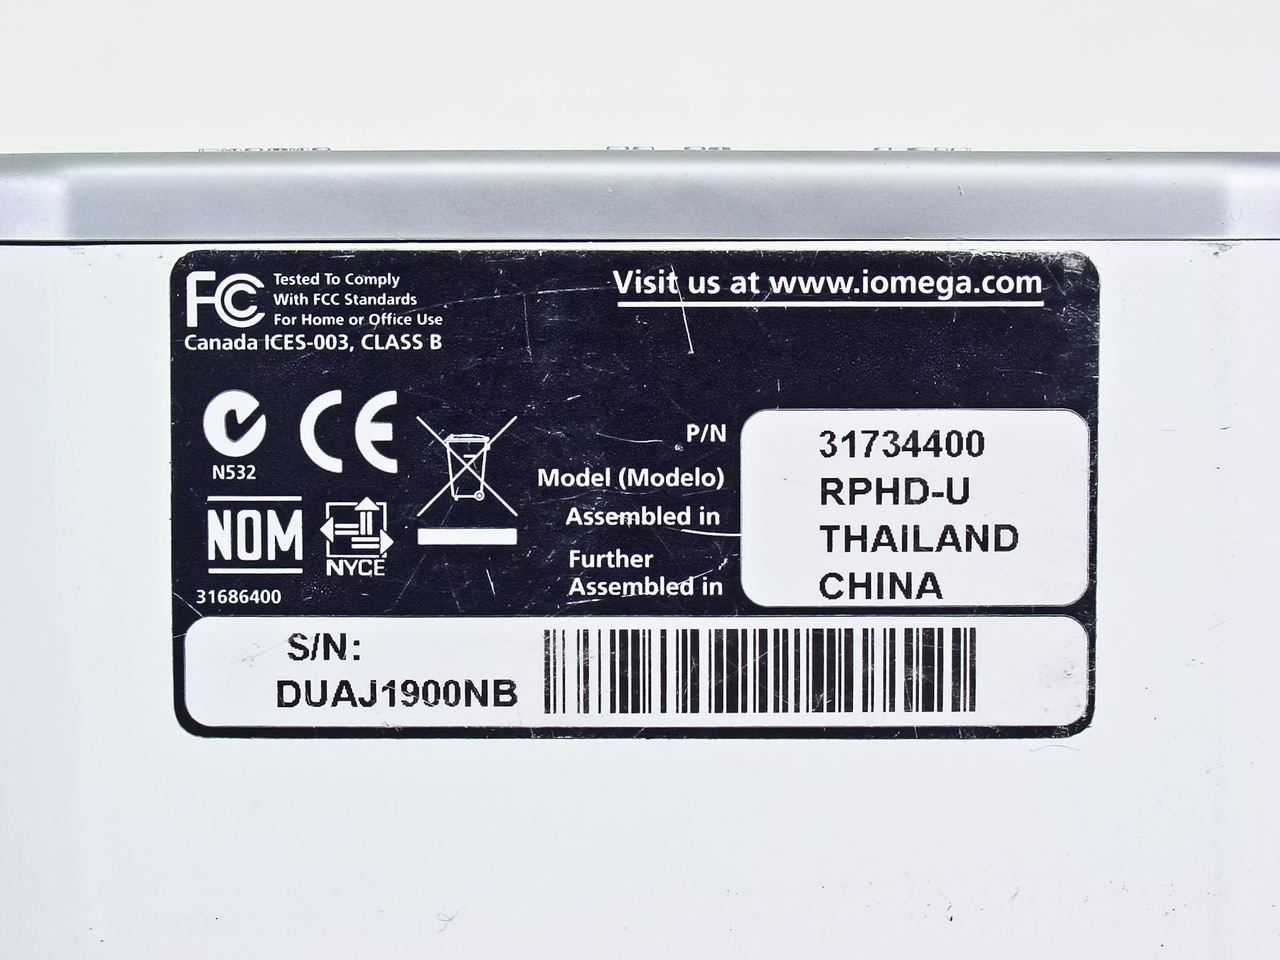 FC Tested To Comply
With FCC Standards
For Home or Office Use
Canada ICES-003, CLASS B
Visit us at www.iomega.com
N532
CE
NOM
NYCE
31686400
P/N 31734400
Model (Modelo) RPHD-U
Assembled in THAILAND
Further
Assembled in CHINA
S/N:
DUAJ1900NB